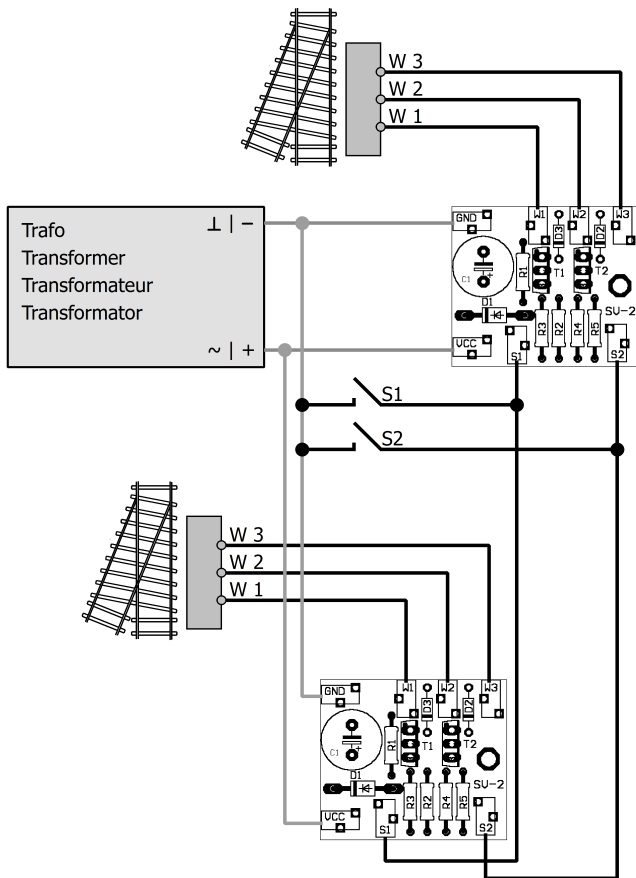 W 3
W 2
W 1
Trafo
Transformer
Transformateur
Transformator
⊥ | −
~ | +
GND
W1
W2
W3
D3
D2
R1
T1
T2
C1
+
D1
SV-2
R3
R2
R4
R5
VCC
S1
S2
S1
S2
W 3
W 2
W 1
GND
W1
W2
W3
D3
D2
R1
T1
T2
C1
+
D1
SV-2
R3
R2
R4
R5
VCC
S1
S2